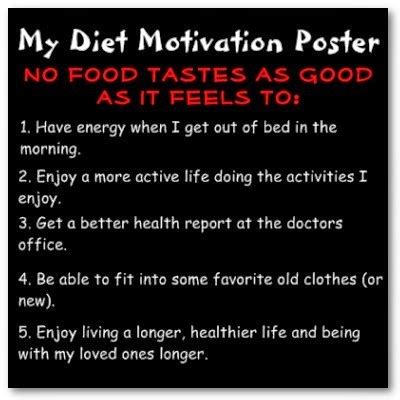 My Diet Motivation Poster
NO FOOD TASTES AS GOOD
AS IT FEELS TO:
1. Have energy when I get out of bed in the
morning.
2. Enjoy a more active life doing the activities I
enjoy.
3. Get a better health report at the doctors
office.
4. Be able to fit into some favorite old clothes (or
new).
5. Enjoy living a longer, healthier life and being
with my loved ones longer.